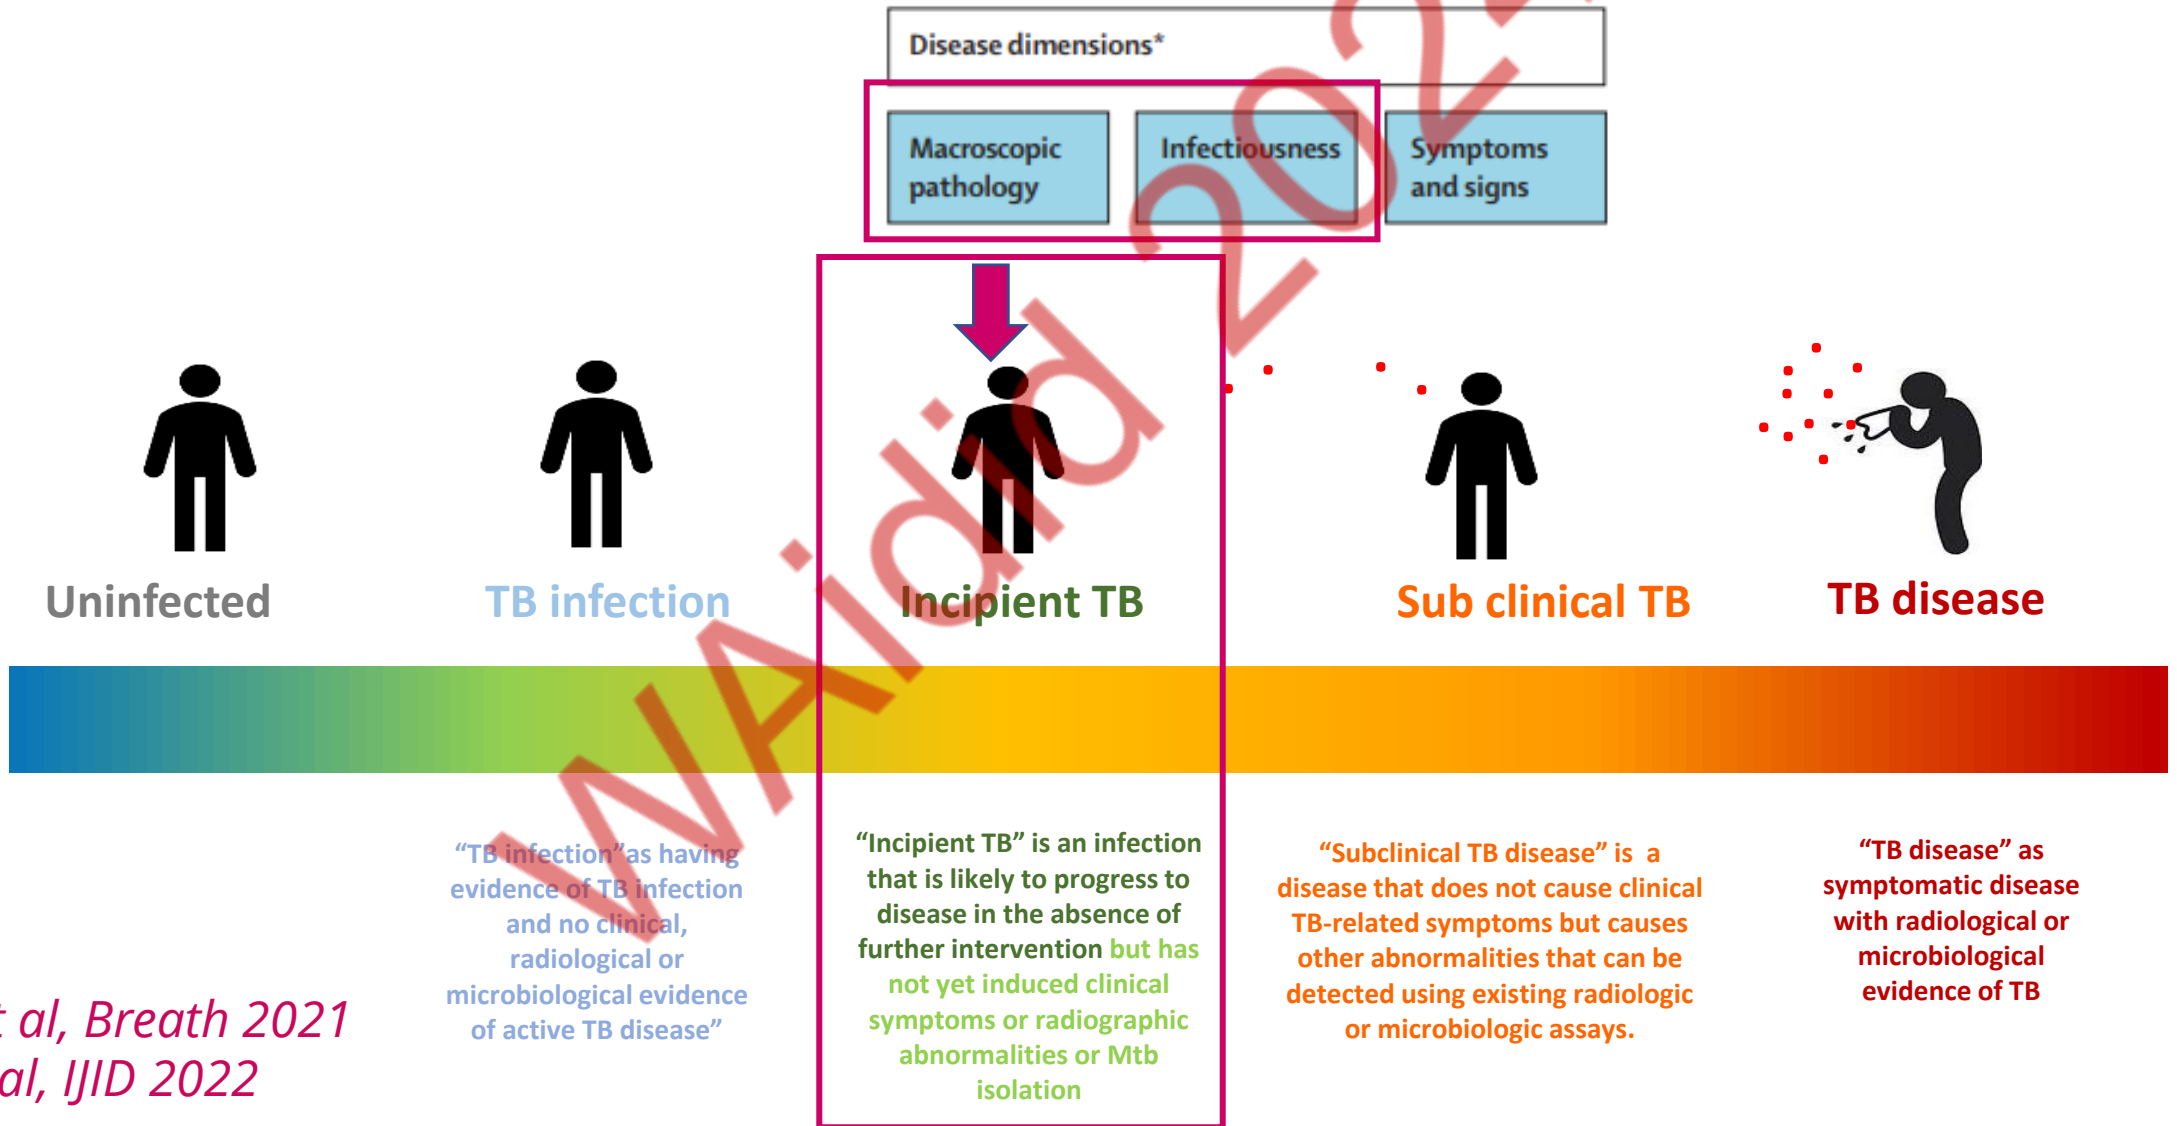 Disease dimensions*
Macroscopic
pathology
Infectiousness
Symptoms
and signs
Uninfected
TB infection
Incipient TB
Sub clinical TB
TB disease
“TB infection”as having
evidence of TB infection
and no clinical,
radiological or
microbiological evidence
of active TB disease”
“Incipient TB” is an infection
that is likely to progress to
disease in the absence of
further intervention but has
not yet induced clinical
symptoms or radiographic
abnormalities or Mtb
isolation
“Subclinical TB disease” is a
disease that does not cause clinical
TB-related symptoms but causes
other abnormalities that can be
detected using existing radiologic
or microbiologic assays.
“TB disease” as
symptomatic disease
with radiological or
microbiological
evidence of TB
al, Breath 2021
al, IJID 2022
WAidid